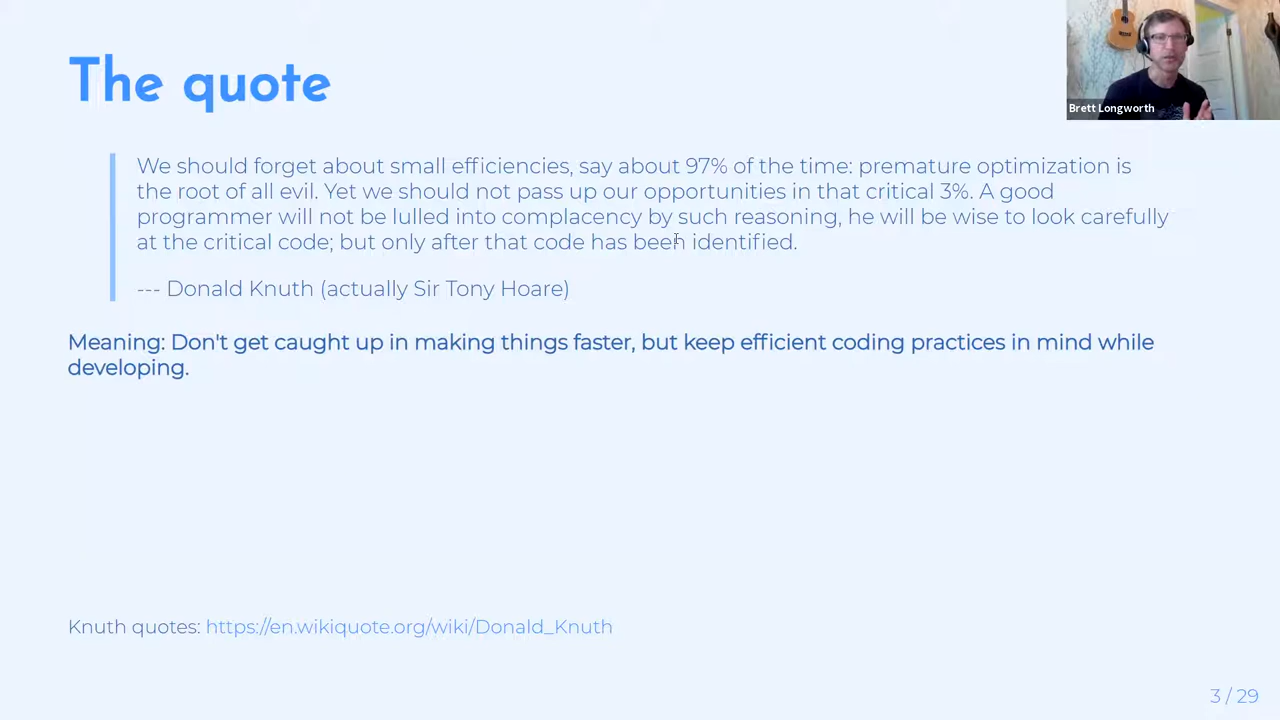 The quote
Brett Longworth
We should forget about small efficiencies, say about 97% of the time: premature optimization is
the root of all evil. Yet we should not pass up our opportunities in that critical 3%. A good
programmer will not be lulled into complacency by such reasoning, he will be wise to look carefully
at the critical code; but only after that code has been identified.
--- Donald Knuth (actually Sir Tony Hoare)
Meaning: Don't get caught up in making things faster, but keep efficient coding practices in mind while
developing.
Knuth quotes: https://en.wikiquote.org/wiki/Donald_Knuth
3 / 29